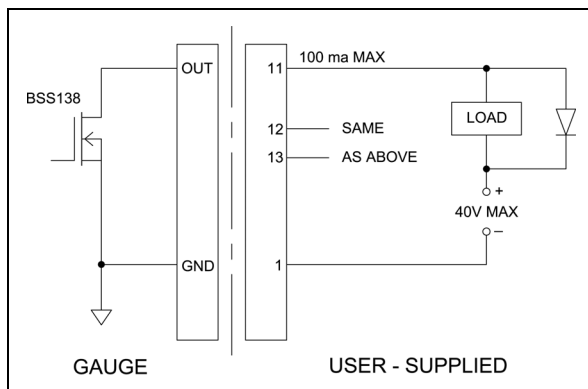 OUT
11
100 ma MAX
BSS138
LOAD
12
SAME
13
AS ABOVE
+
40V MAX
–
GND
1
GAUGE
USER - SUPPLIED